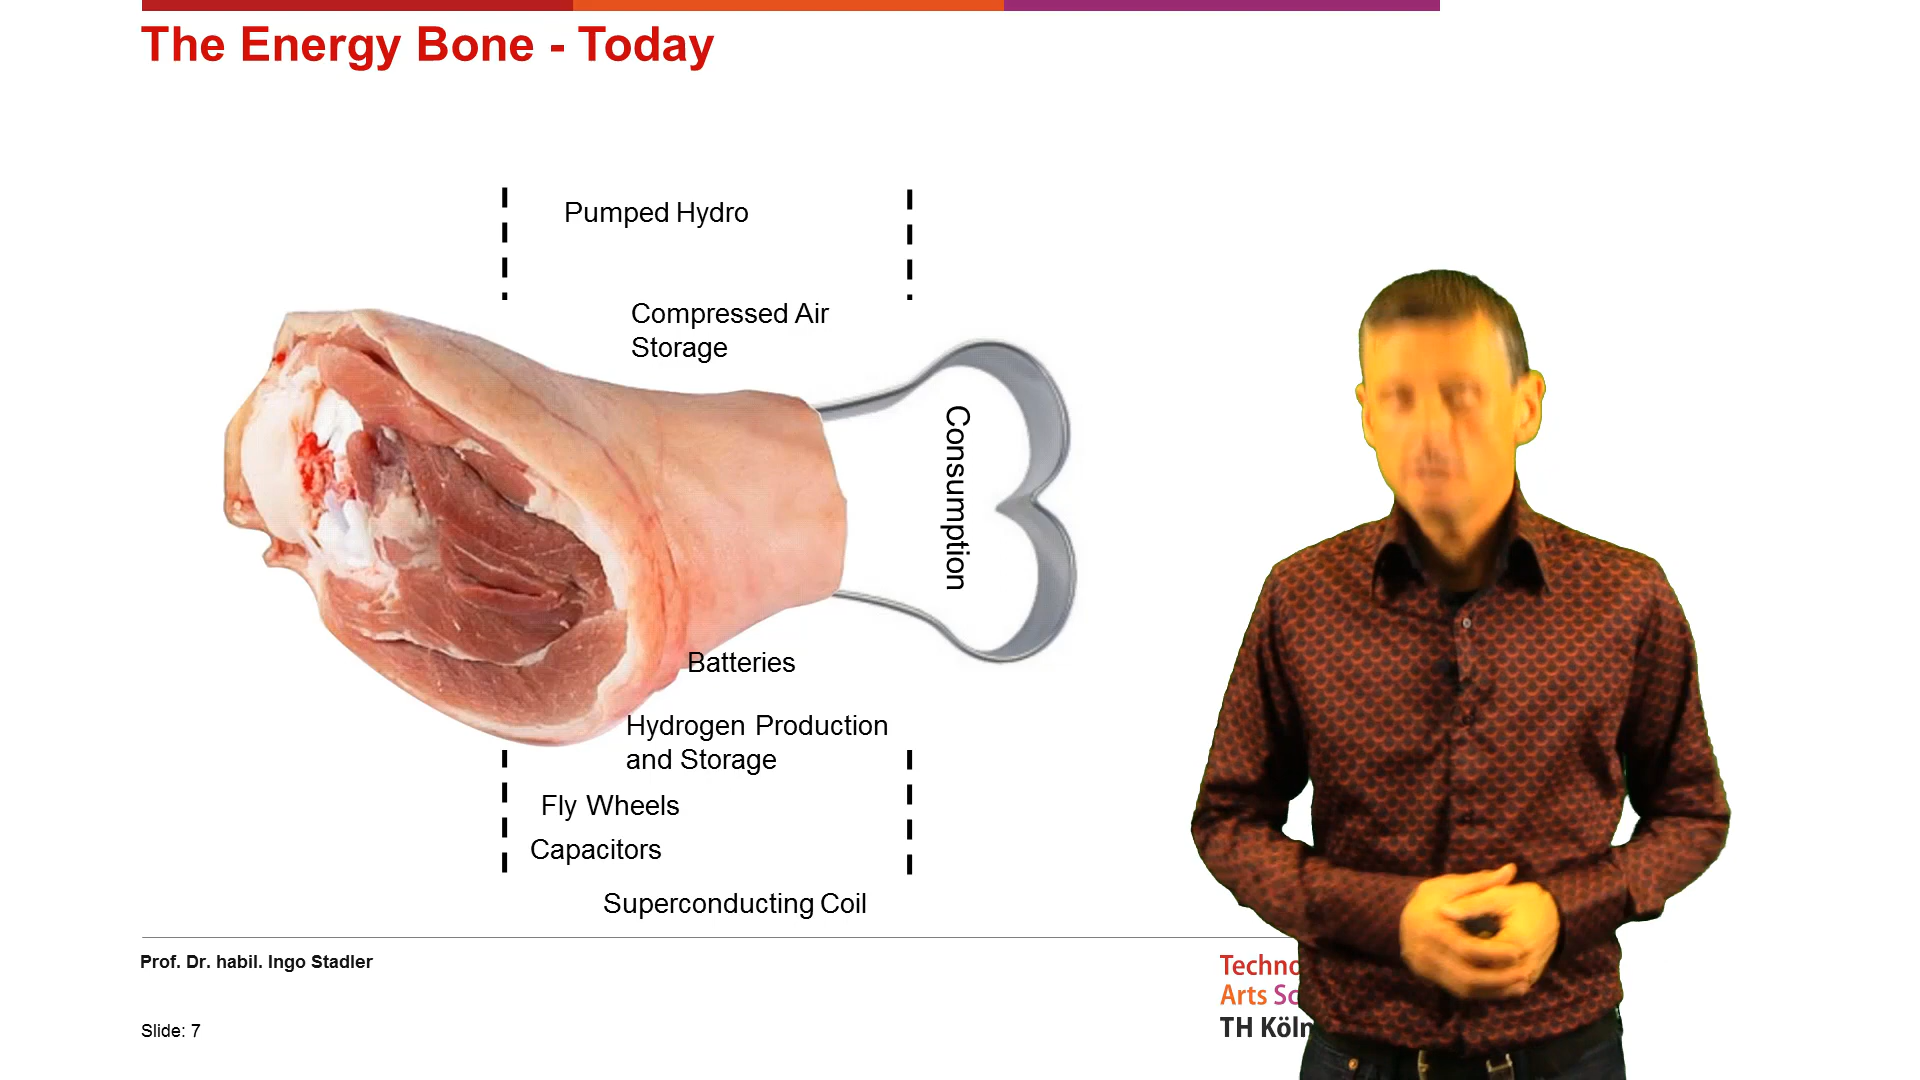 The Energy Bone - Today
Pumped Hydro
Compressed Air
Storage
Consumption
Batteries
Hydrogen Production
and Storage
Fly Wheels
Capacitors
Superconducting Coil
Prof. Dr. habil. Ingo Stadler
Slide: 7
Arts
TH Köln